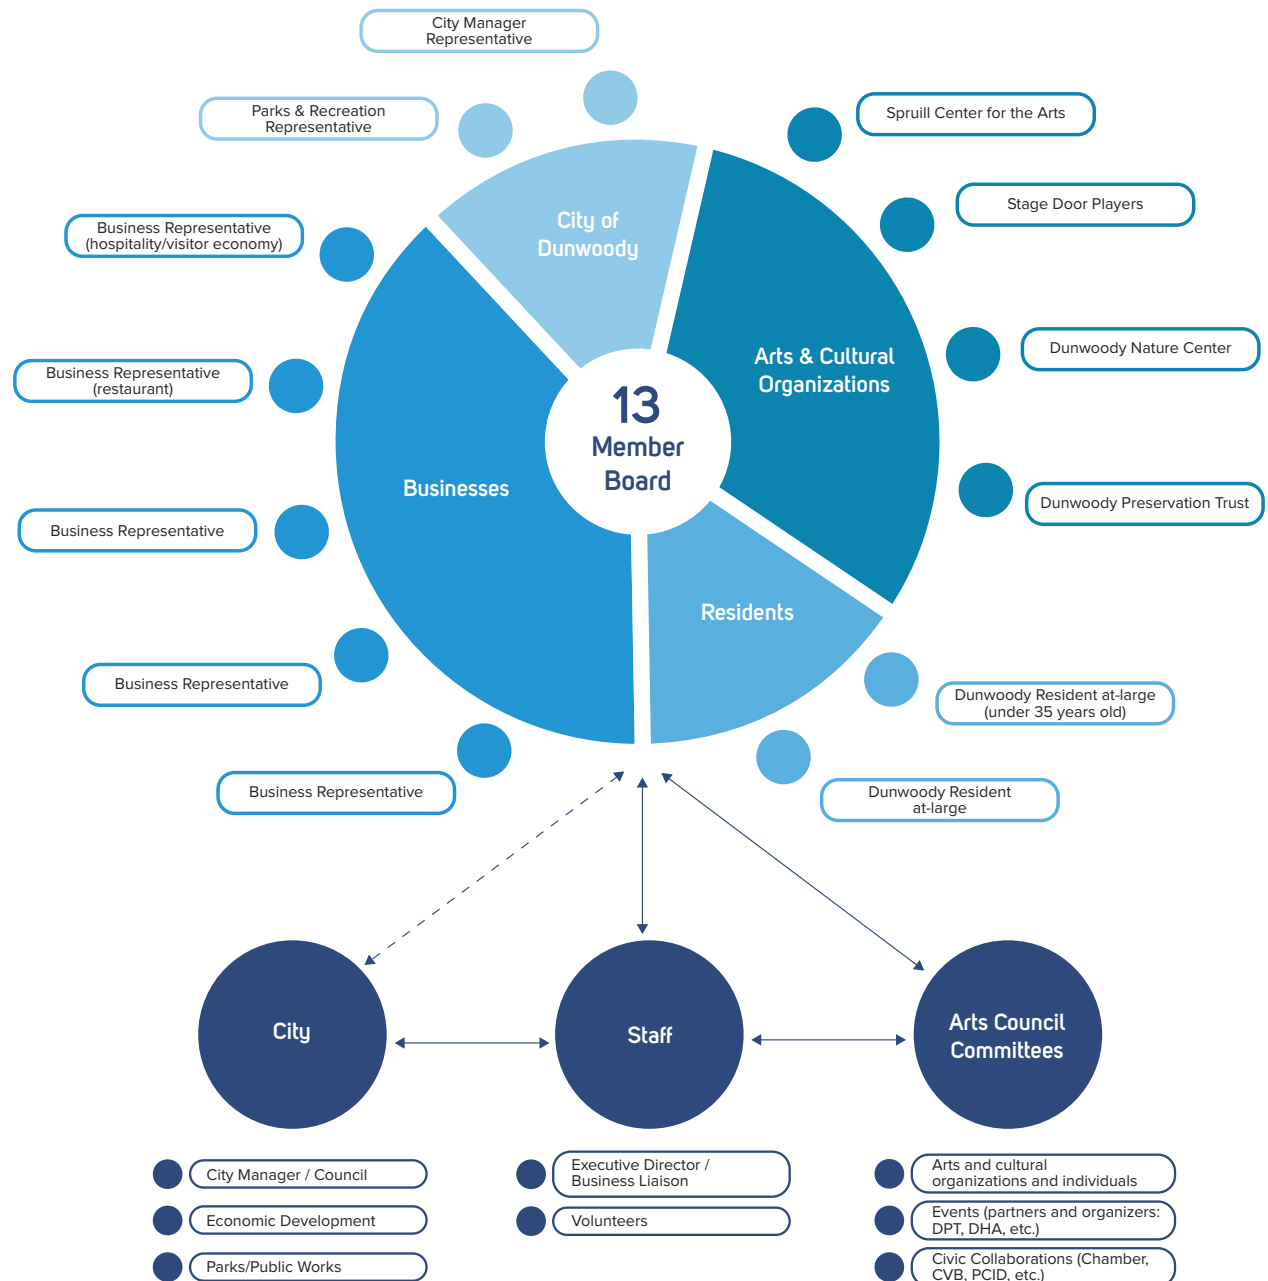 City Manager
Representative
Parks & Recreation
Representative
Spruill Center for the Arts
Stage Door Players
Business Representative
(hospitality/visitor economy)
City of
Dunwoody
Dunwoody Nature Center
Arts & Cultural
Organizations
Business Representative
(restaurant)
13
Member
Board
Businesses
Dunwoody Preservation Trust
Business Representative
Residents
Business Representative
Dunwoody Resident at-large
(under 35 years old)
Business Representative
Dunwoody Resident
at-large
City
Staff
Arts Council
Committees
City Manager / Council
Economic Development
Parks/Public Works
Executive Director /
Business Liaison
Volunteers
Arts and cultural
organizations and individuals
Events (partners and organizers:
DPT, DHA, etc.)
Civic Collaborations (Chamber,
CVB, PCID, etc.)